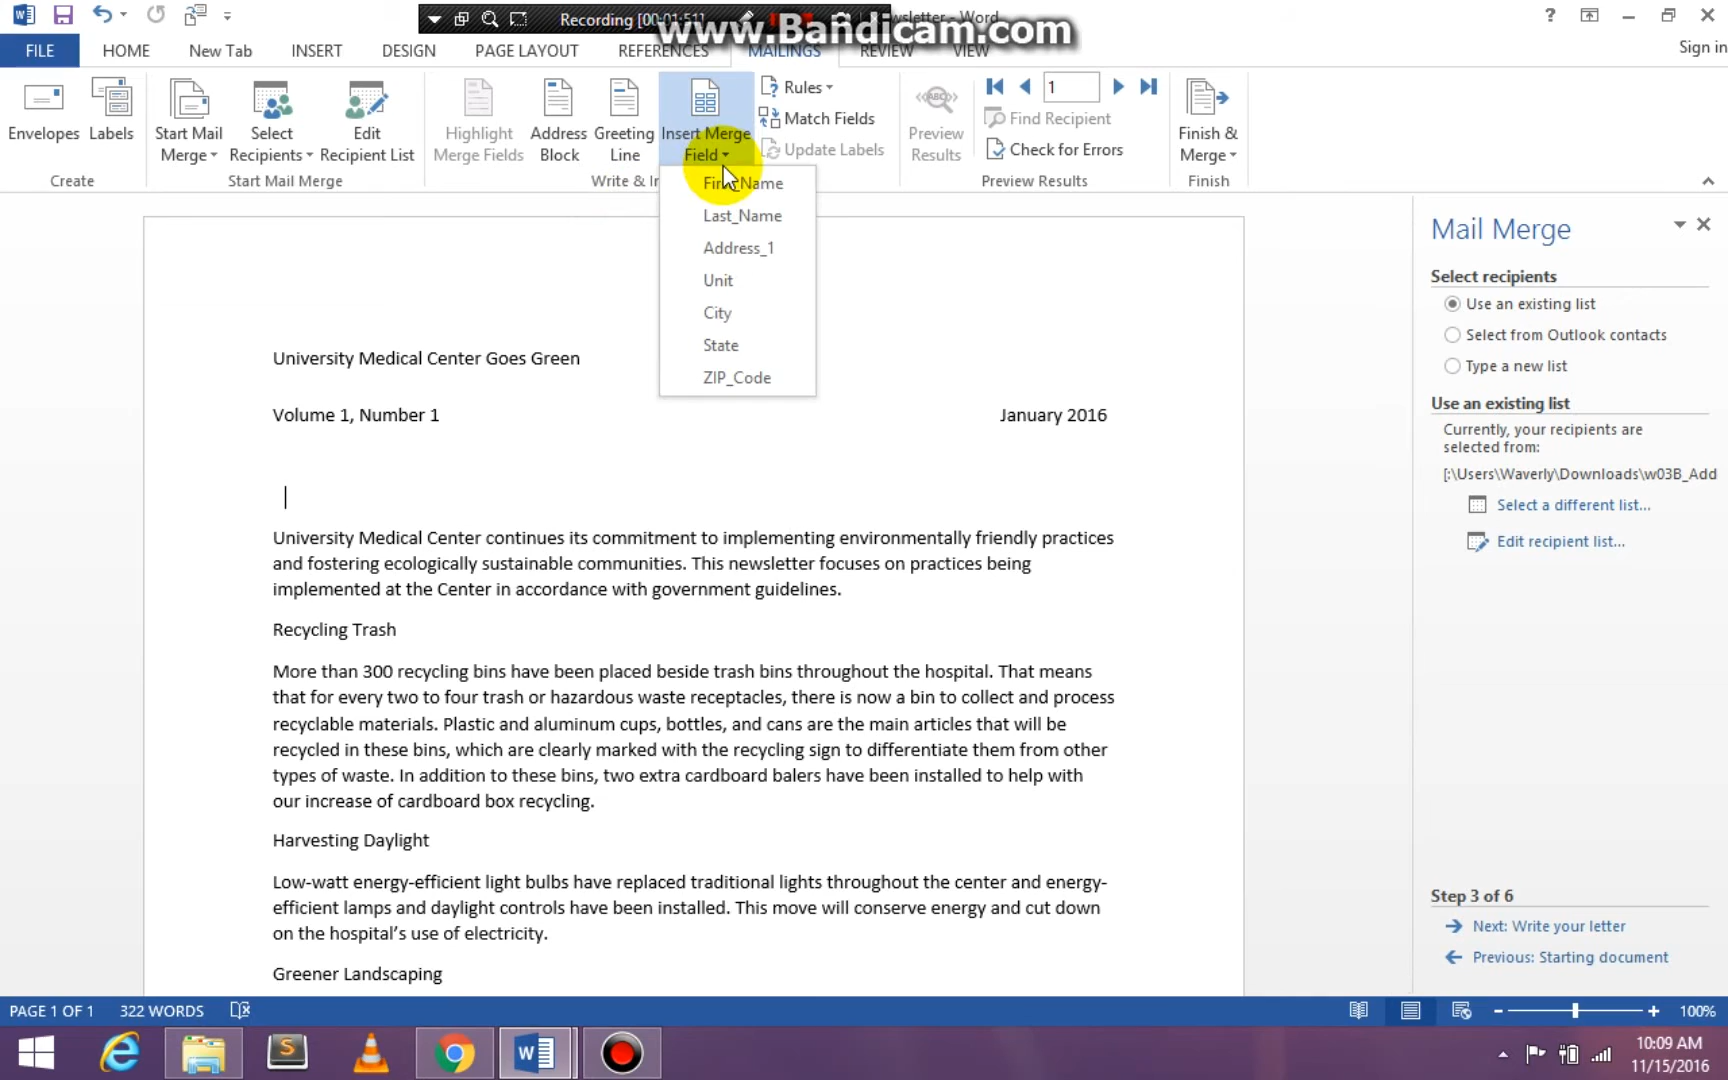 Recording [00:01:51]
www.Bandicam.com
wsletter - Word
Sign in
FILE HOME New Tab INSERT DESIGN PAGE LAYOUT REFERENCES MAILINGS REVIEW VIEW
Envelopes
Labels
Create
Start Mail Merge
Select Recipients
Edit Recipient List
Start Mail Merge
Highlight Merge Fields
Address Block
Greeting Line
Insert Merge Field
Rules
Match Fields
Update Labels
Write & In
ABC
Preview Results
1
Find Recipient
Check for Errors
Preview Results
Finish & Merge
Finish
First_Name
Last_Name
Address_1
Unit
City
State
ZIP_Code
University Medical Center Goes Green
Volume 1, Number 1 January 2016
University Medical Center continues its commitment to implementing environmentally friendly practices
and fostering ecologically sustainable communities. This newsletter focuses on practices being
implemented at the Center in accordance with government guidelines.
Recycling Trash
More than 300 recycling bins have been placed beside trash bins throughout the hospital. That means
that for every two to four trash or hazardous waste receptacles, there is now a bin to collect and process
recyclable materials. Plastic and aluminum cups, bottles, and cans are the main articles that will be
recycled in these bins, which are clearly marked with the recycling sign to differentiate them from other
types of waste. In addition to these bins, two extra cardboard balers have been installed to help with
our increase of cardboard box recycling.
Harvesting Daylight
Low-watt energy-efficient light bulbs have replaced traditional lights throughout the center and energy-
efficient lamps and daylight controls have been installed. This move will conserve energy and cut down
on the hospital's use of electricity.
Greener Landscaping
Mail Merge
Select recipients
Use an existing list
Select from Outlook contacts
Type a new list
Use an existing list
Currently, your recipients are
selected from:
[:\Users\Waverly\Downloads\w03B_Add
Select a different list...
Edit recipient list...
Step 3 of 6
Next: Write your letter
Previous: Starting document
PAGE 1 OF 1 322 WORDS 100%
10:09 AM
11/15/2016